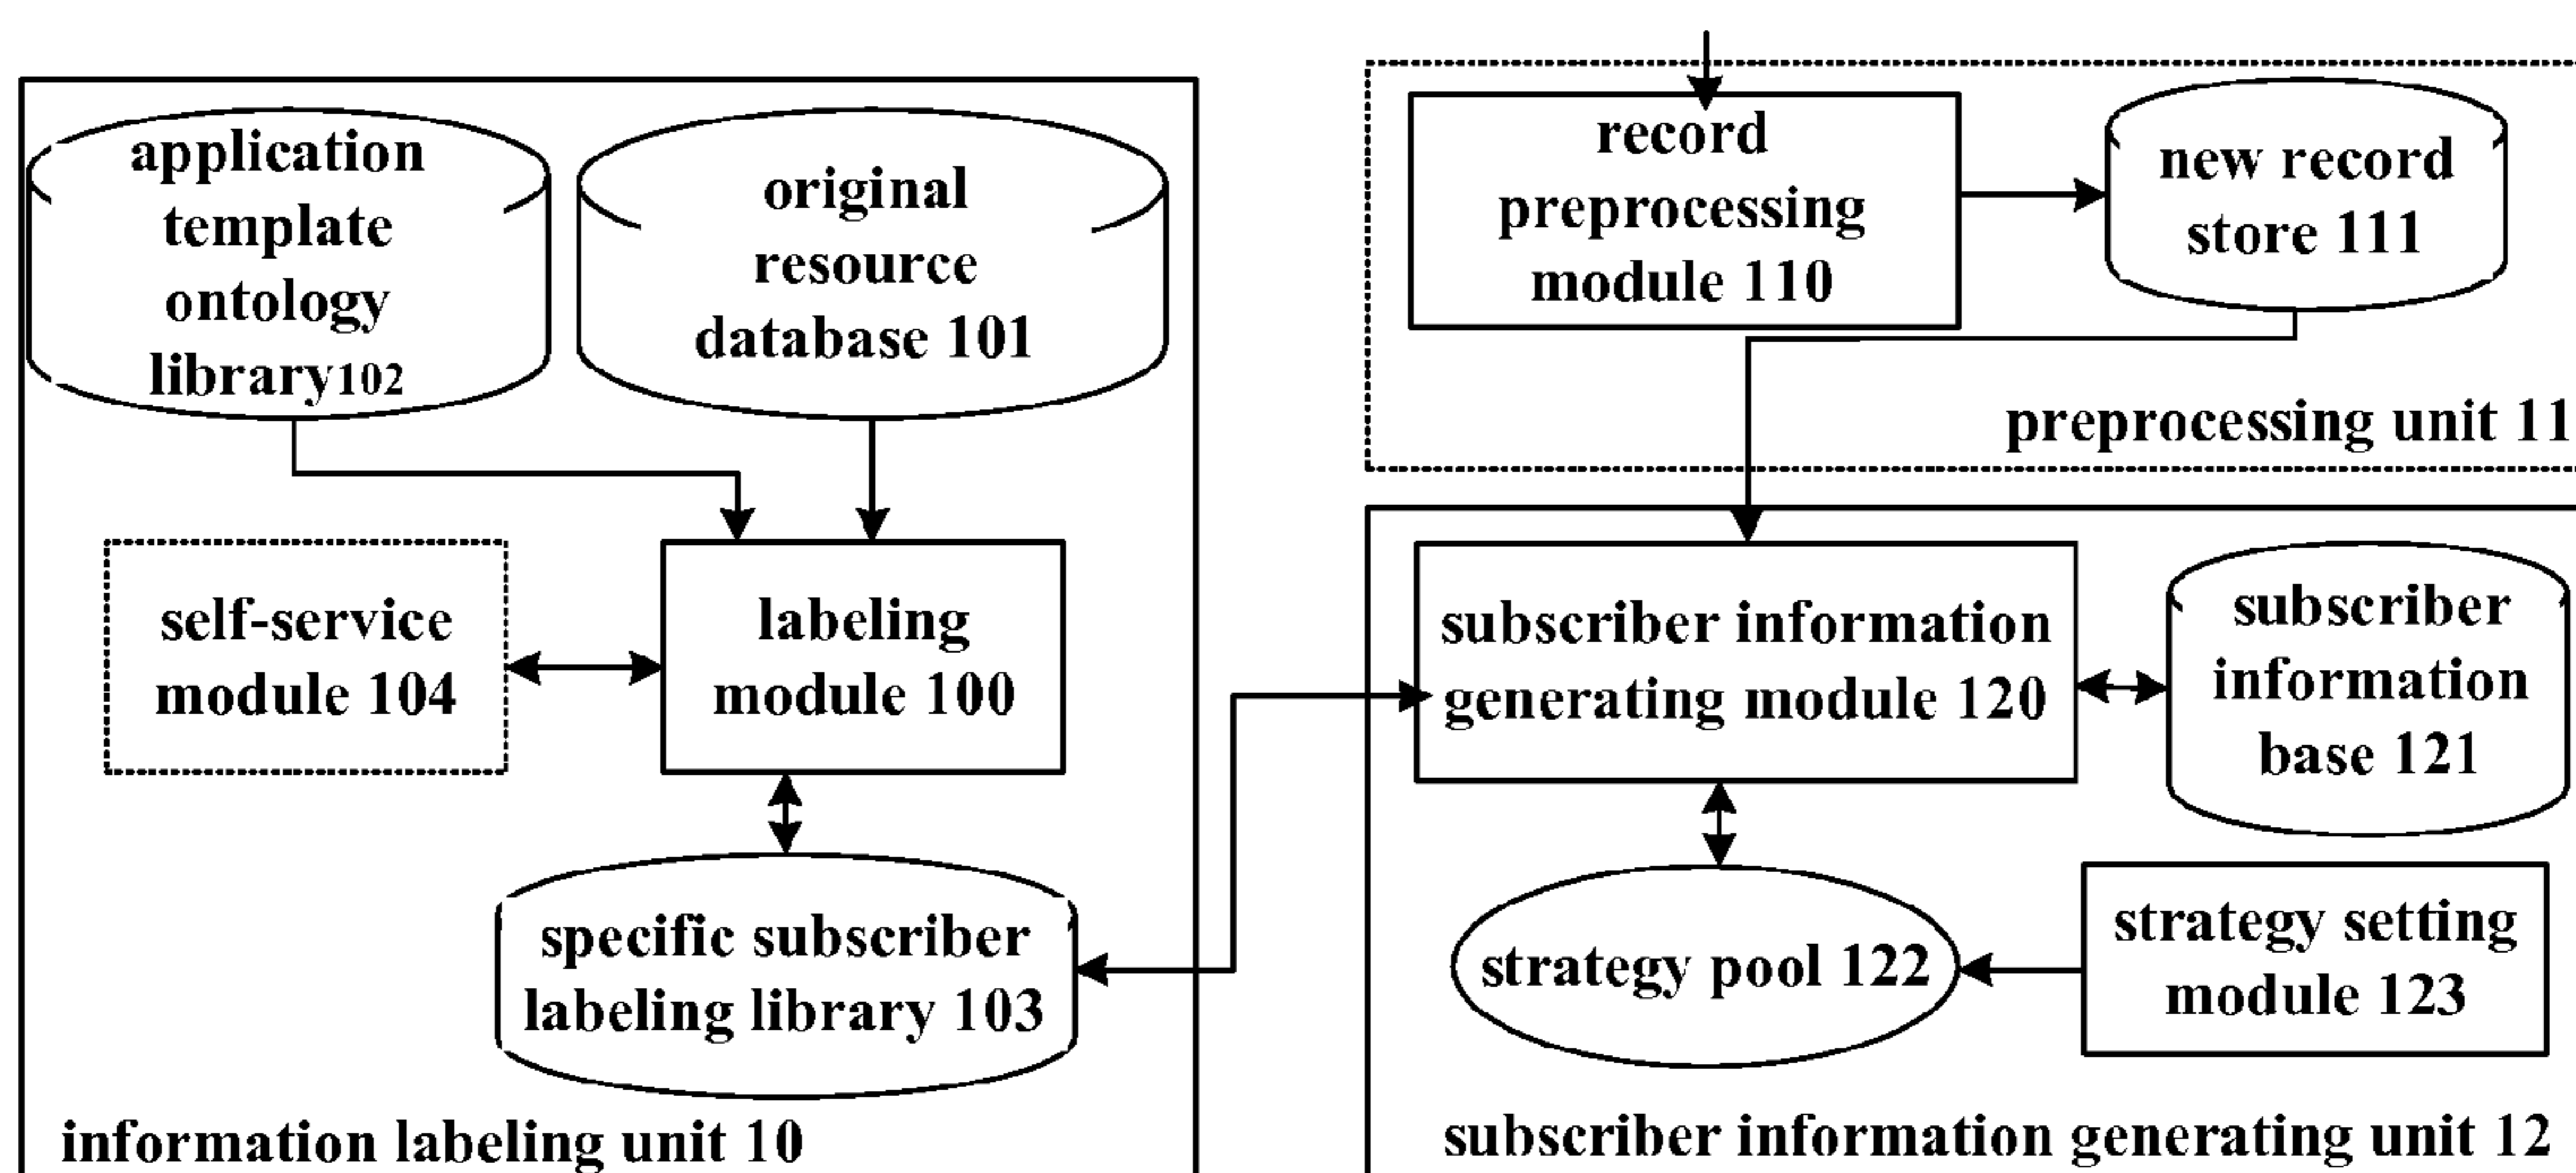 application
template
ontology
library102
original
resource
database 101
self-service
module 104
labeling
module 100
specific subscriber
labeling library 103
information labeling unit 10
record
preprocessing
module 110
new record
store 111
preprocessing unit 11
subscriber information
generating module 120
subscriber
information
base 121
strategy pool 122
strategy setting
module 123
subscriber information generating unit 12